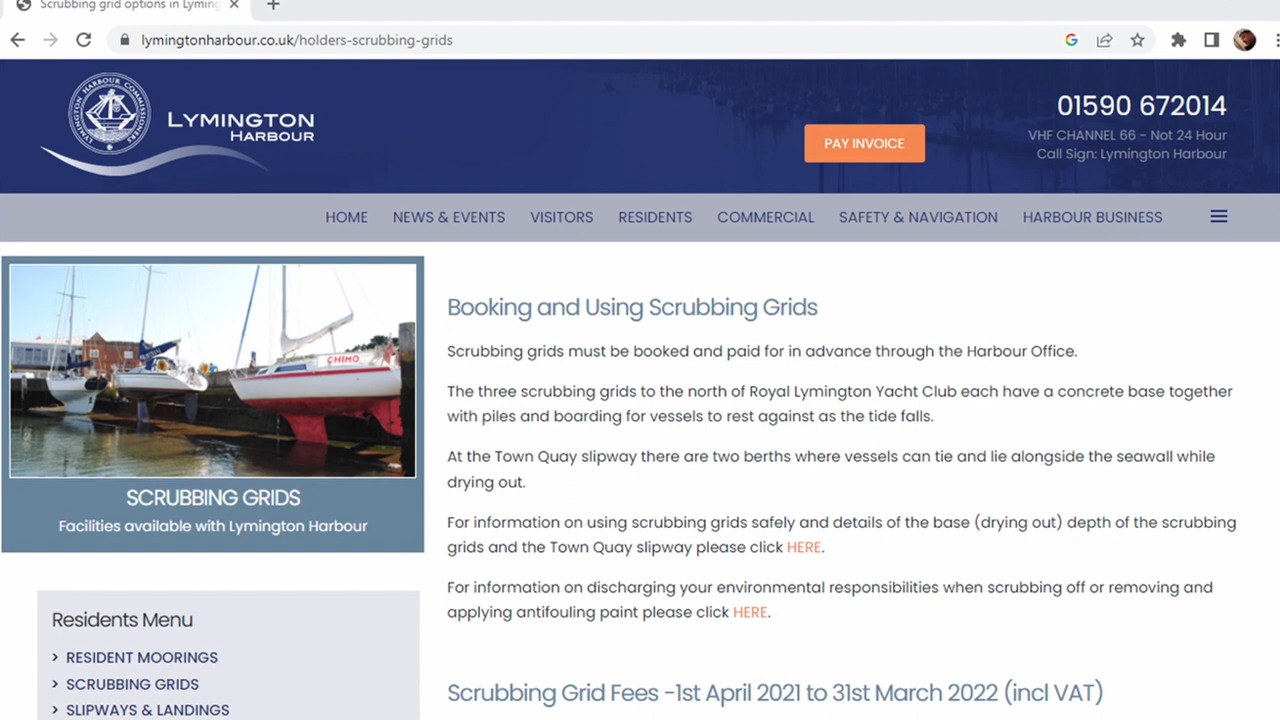 Scrubbing grid options in Lyming
lymingtonharbour.co.uk/holders-scrubbing-grids
LYMINGTON HARBOUR COMMISSIONERS
LYMINGTON
HARBOUR
PAY INVOICE
01590 672014
VHF CHANNEL 66 - Not 24 Hour
Call Sign: Lymington Harbour
HOME NEWS & EVENTS VISITORS RESIDENTS COMMERCIAL SAFETY & NAVIGATION HARBOUR BUSINESS
CHIMO
SCRUBBING GRIDS
Facilities available with Lymington Harbour
Residents Menu
> RESIDENT MOORINGS
> SCRUBBING GRIDS
> SLIPWAYS & LANDINGS
Booking and Using Scrubbing Grids
Scrubbing grids must be booked and paid for in advance through the Harbour Office.
The three scrubbing grids to the north of Royal Lymington Yacht Club each have a concrete base together
with piles and boarding for vessels to rest against as the tide falls.
At the Town Quay slipway there are two berths where vessels can tie and lie alongside the seawall while
drying out.
For information on using scrubbing grids safely and details of the base (drying out) depth of the scrubbing
grids and the Town Quay slipway please click HERE.
For information on discharging your environmental responsibilities when scrubbing off or removing and
applying antifouling paint please click HERE.
Scrubbing Grid Fees -1st April 2021 to 31st March 2022 (incl VAT)